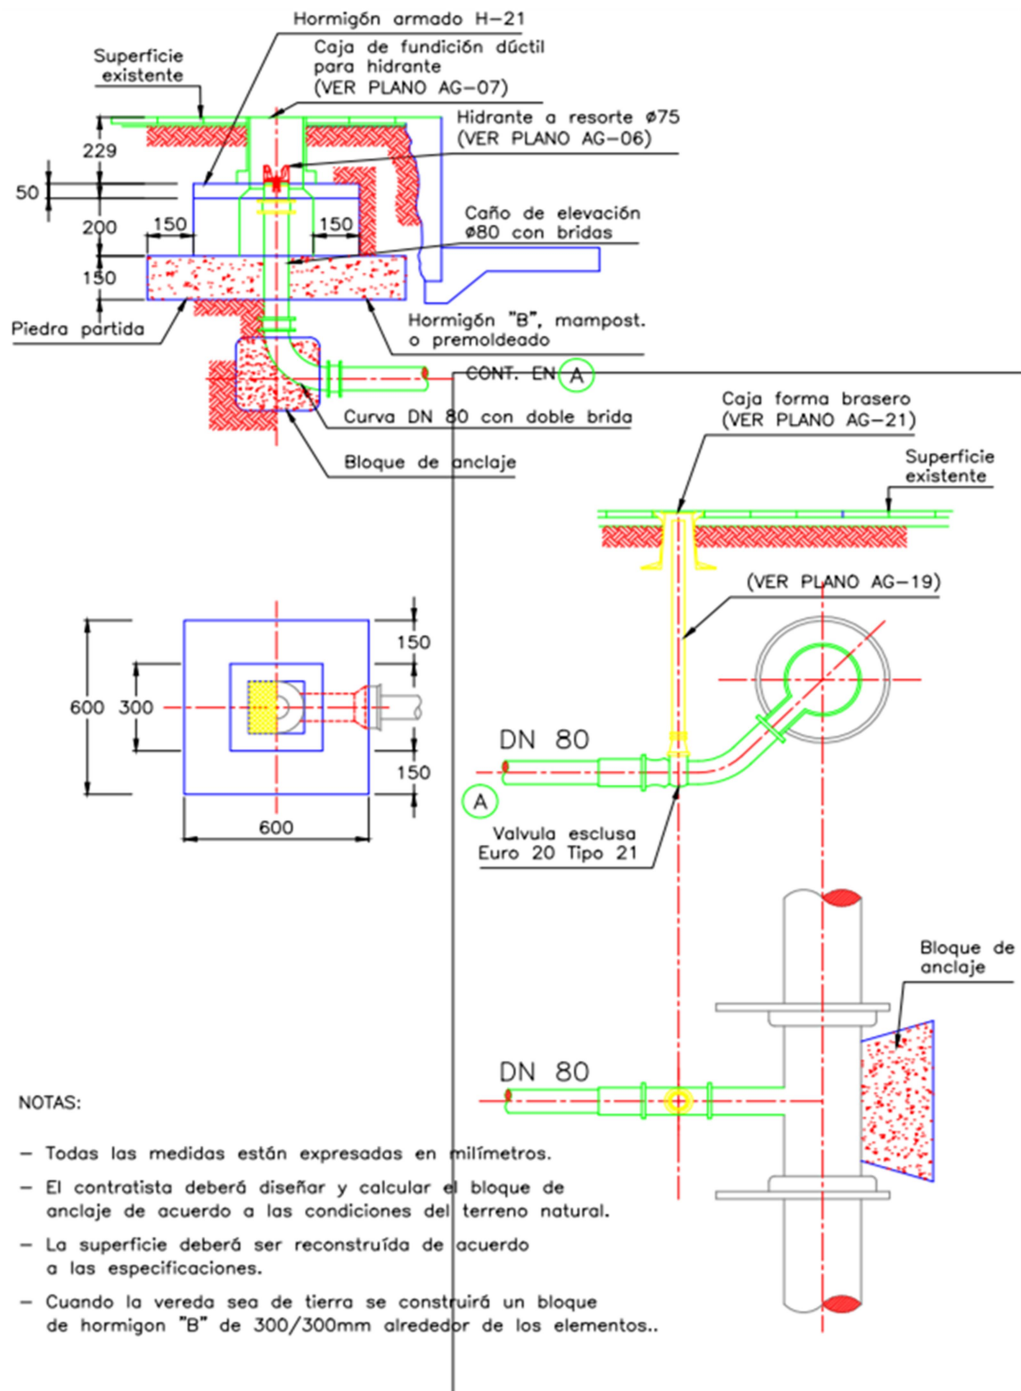 Hormigón armado H-21
Caja de fundición dúctil
para hidrante
(VER PLANO AG-07)
Superficie
existente
Hidrante a resorte ø75
(VER PLANO AG-06)
229
50
200
150
150
150
Caño de elevación
ø80 con bridas
Piedra partida
Hormigón "B", mampost.
o premoldeado
CONT. EN A
Curva DN 80 con doble brida
Bloque de anclaje
Caja forma brasero
(VER PLANO AG-21)
Superficie
existente
(VER PLANO AG-19)
600
300
150
150
600
DN 80
A
Valvula esclusa
Euro 20 Tipo 21
Bloque de
anclaje
DN 80
NOTAS:
- Todas las medidas están expresadas en milímetros.
- El contratista deberá diseñar y calcular el bloque de
anclaje de acuerdo a las condiciones del terreno natural.
- La superficie deberá ser reconstruída de acuerdo
a las especificaciones.
- Cuando la vereda sea de tierra se construirá un bloque
de hormigon "B" de 300/300mm alrededor de los elementos..